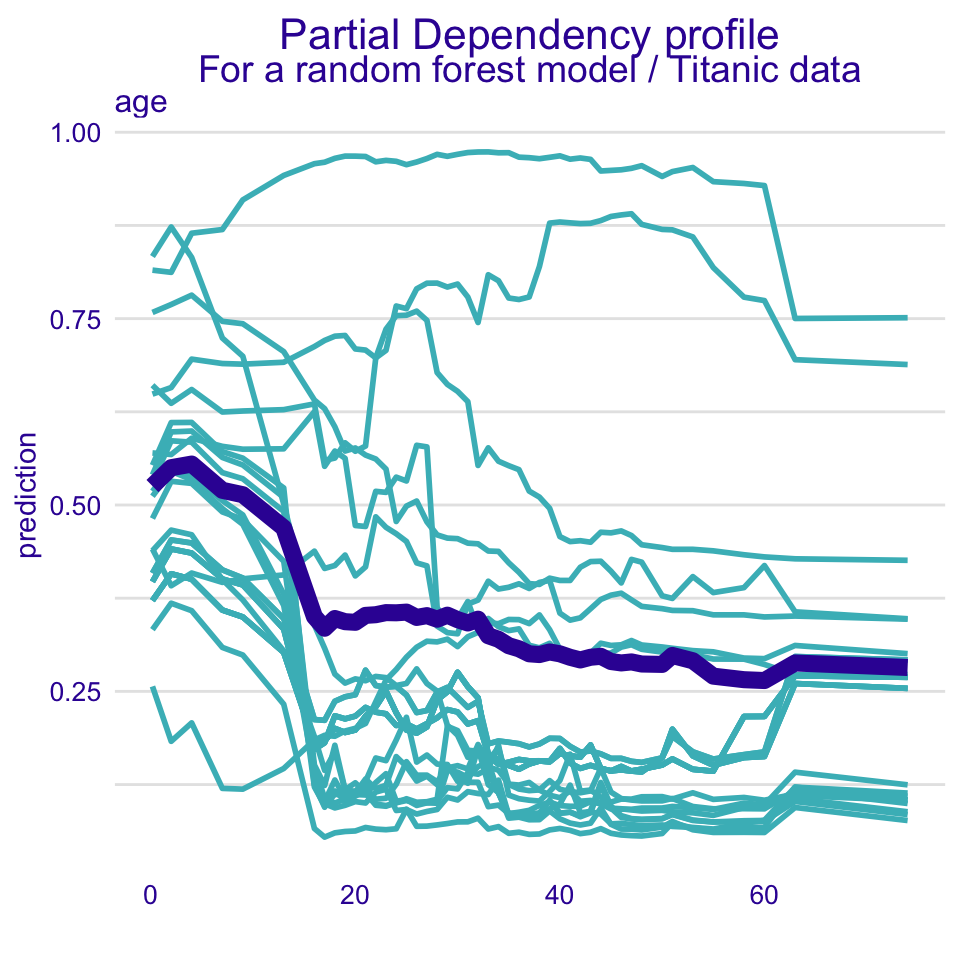 Partial Dependency profile
For a random forest model / Titanic data
age
1.00
0.75
0.50
0.25
prediction
0 20 40 60